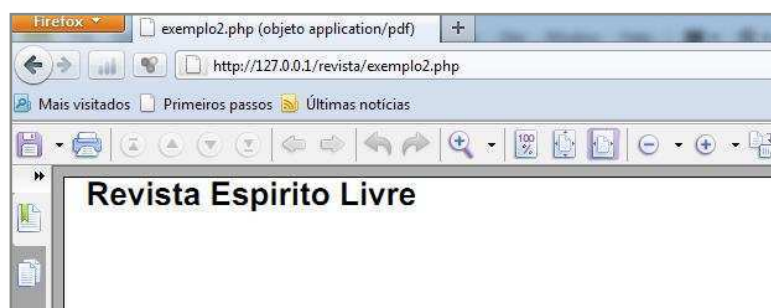 Firefox
exemplo2.php (objeto application/pdf)
http://127.0.0.1/revista/exemplo2.php
Mais visitados Primeiros passos Últimas notícias
100 %
Revista Espirito Livre